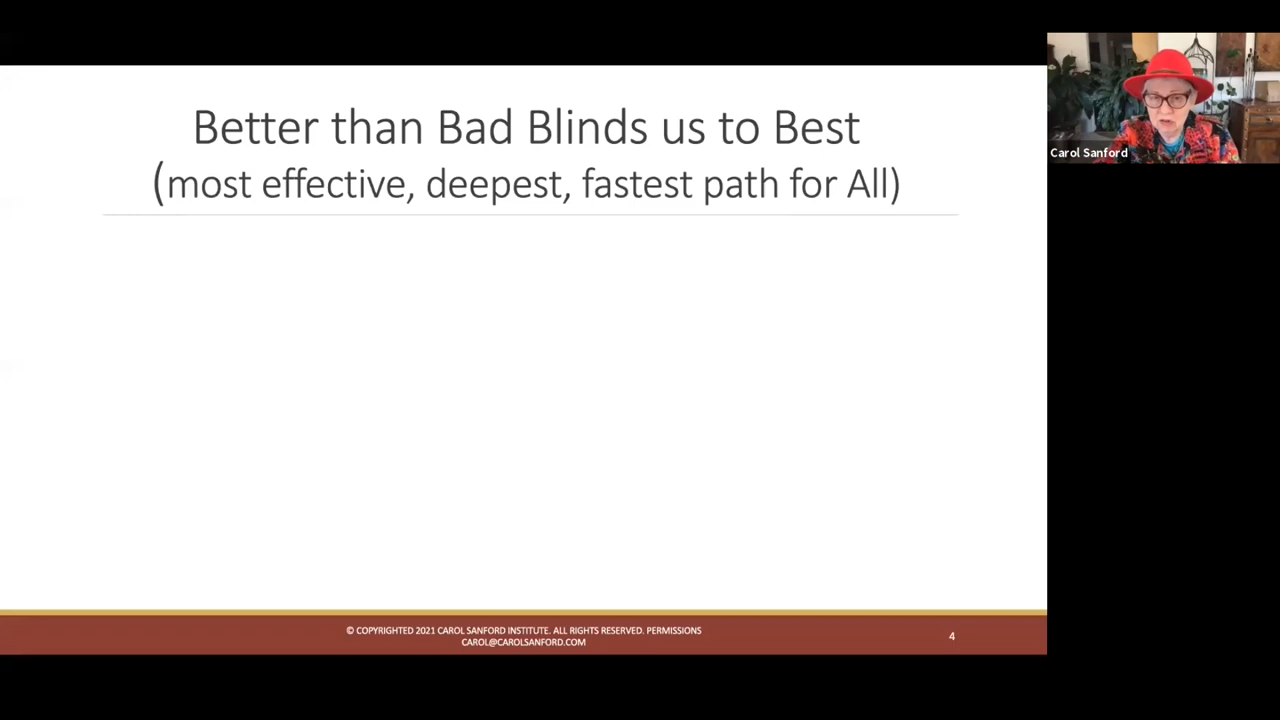 Better than Bad Blinds us to Best
(most effective, deepest, fastest path for All)
Carol Sanford
© COPYRIGHTED 2021 CAROL SANFORD INSTITUTE. ALL RIGHTS RESERVED. PERMISSIONS
CAROL@CAROLSANFORD.COM
4